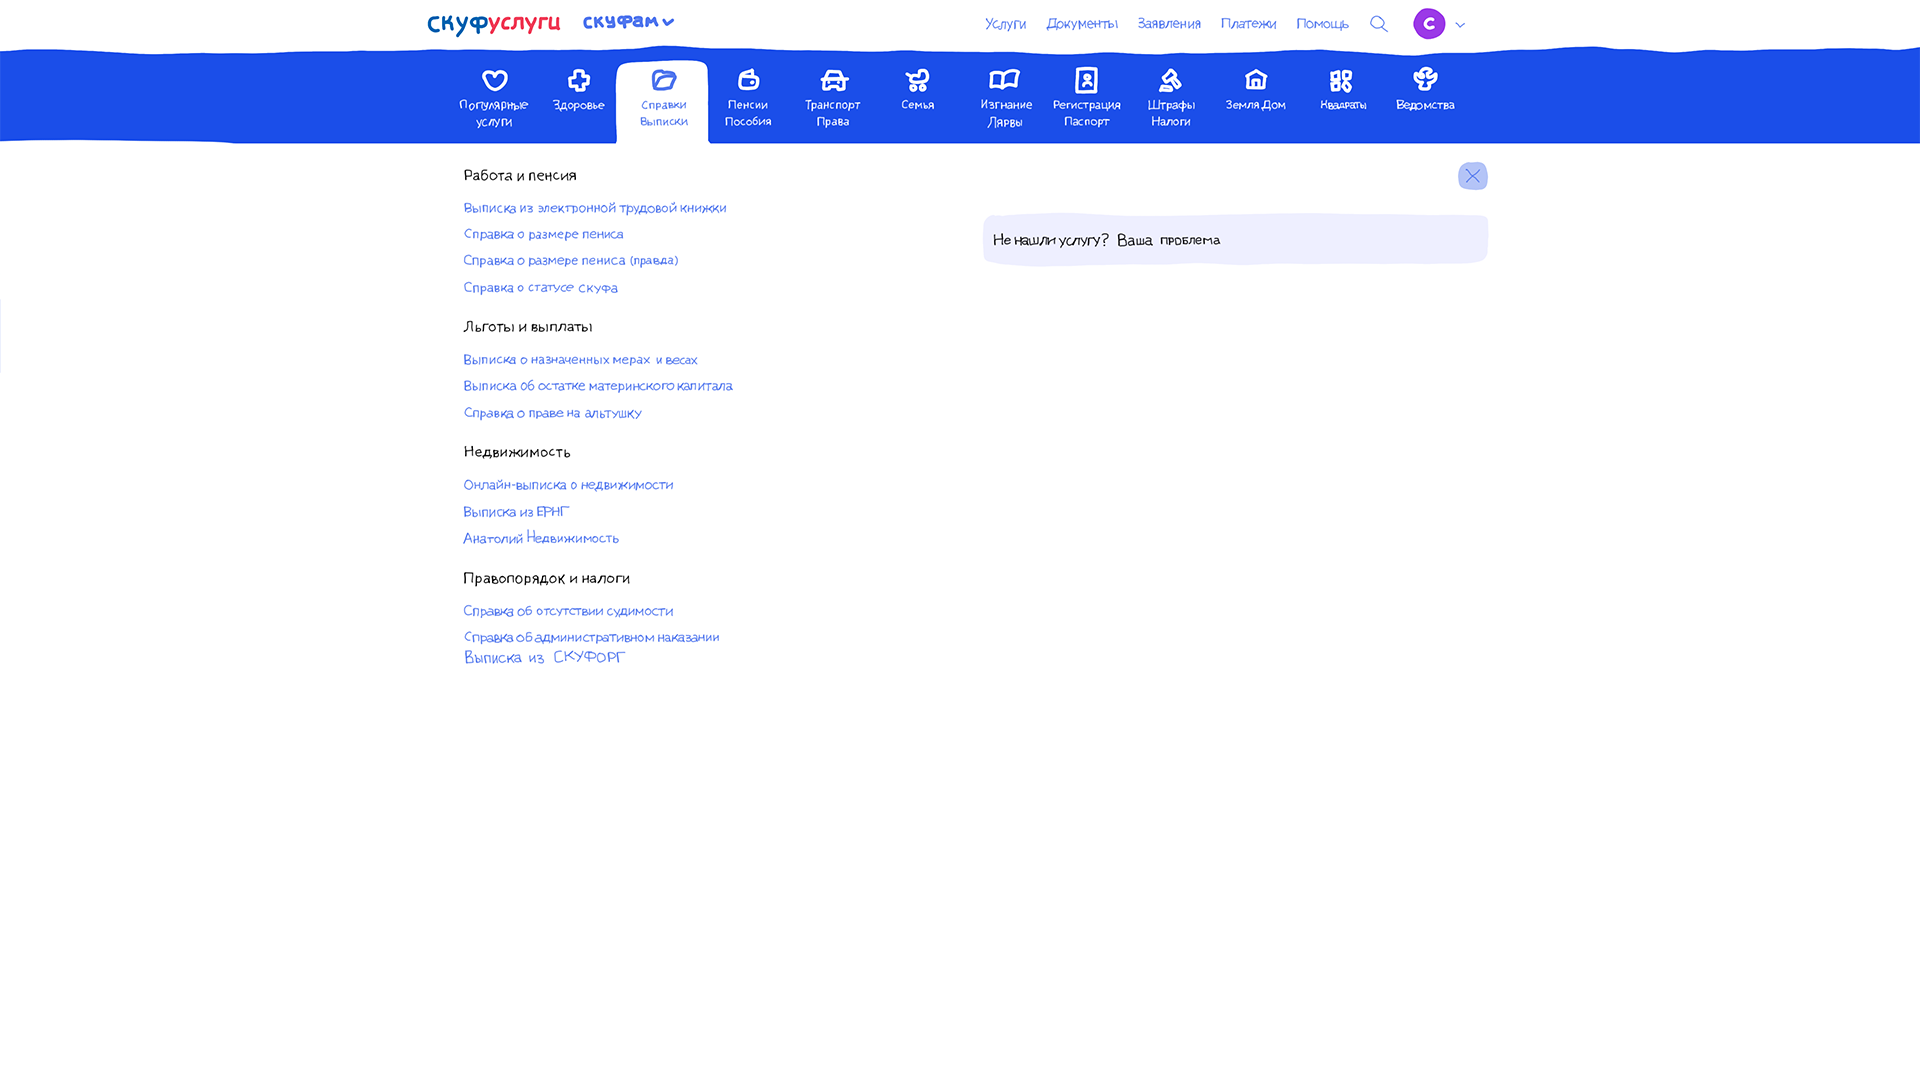 скуфуслуги скуфам
Услуги Документы Заявления Платежи Помощь С
Популярные услуги
Здоровье
Справки Выписки
Пенсии Пособия
Транспорт Права
Семья
Изгнание Лярвы
Регистрация Паспорт
Штрафы Налоги
Земля Дом
Квадраты
Ведомства
Работа и пенсия
Выписка из электронной трудовой книжки
Справка о размере пениса
Справка о размере пениса (правда)
Справка о статусе скуфа
Льготы и выплаты
Выписка о назначенных мерах и весах
Выписка об остатке материнского капитала
Справка о праве на альтушку
Недвижимость
Онлайн-выписка о недвижимости
Выписка из ЕРНГ
Анатолий Недвижимость
Правопорядок и налоги
Справка об отсутствии судимости
Справка об административном наказании
Выписка из СКУФОРГ
Не нашли услугу? Ваша проблема